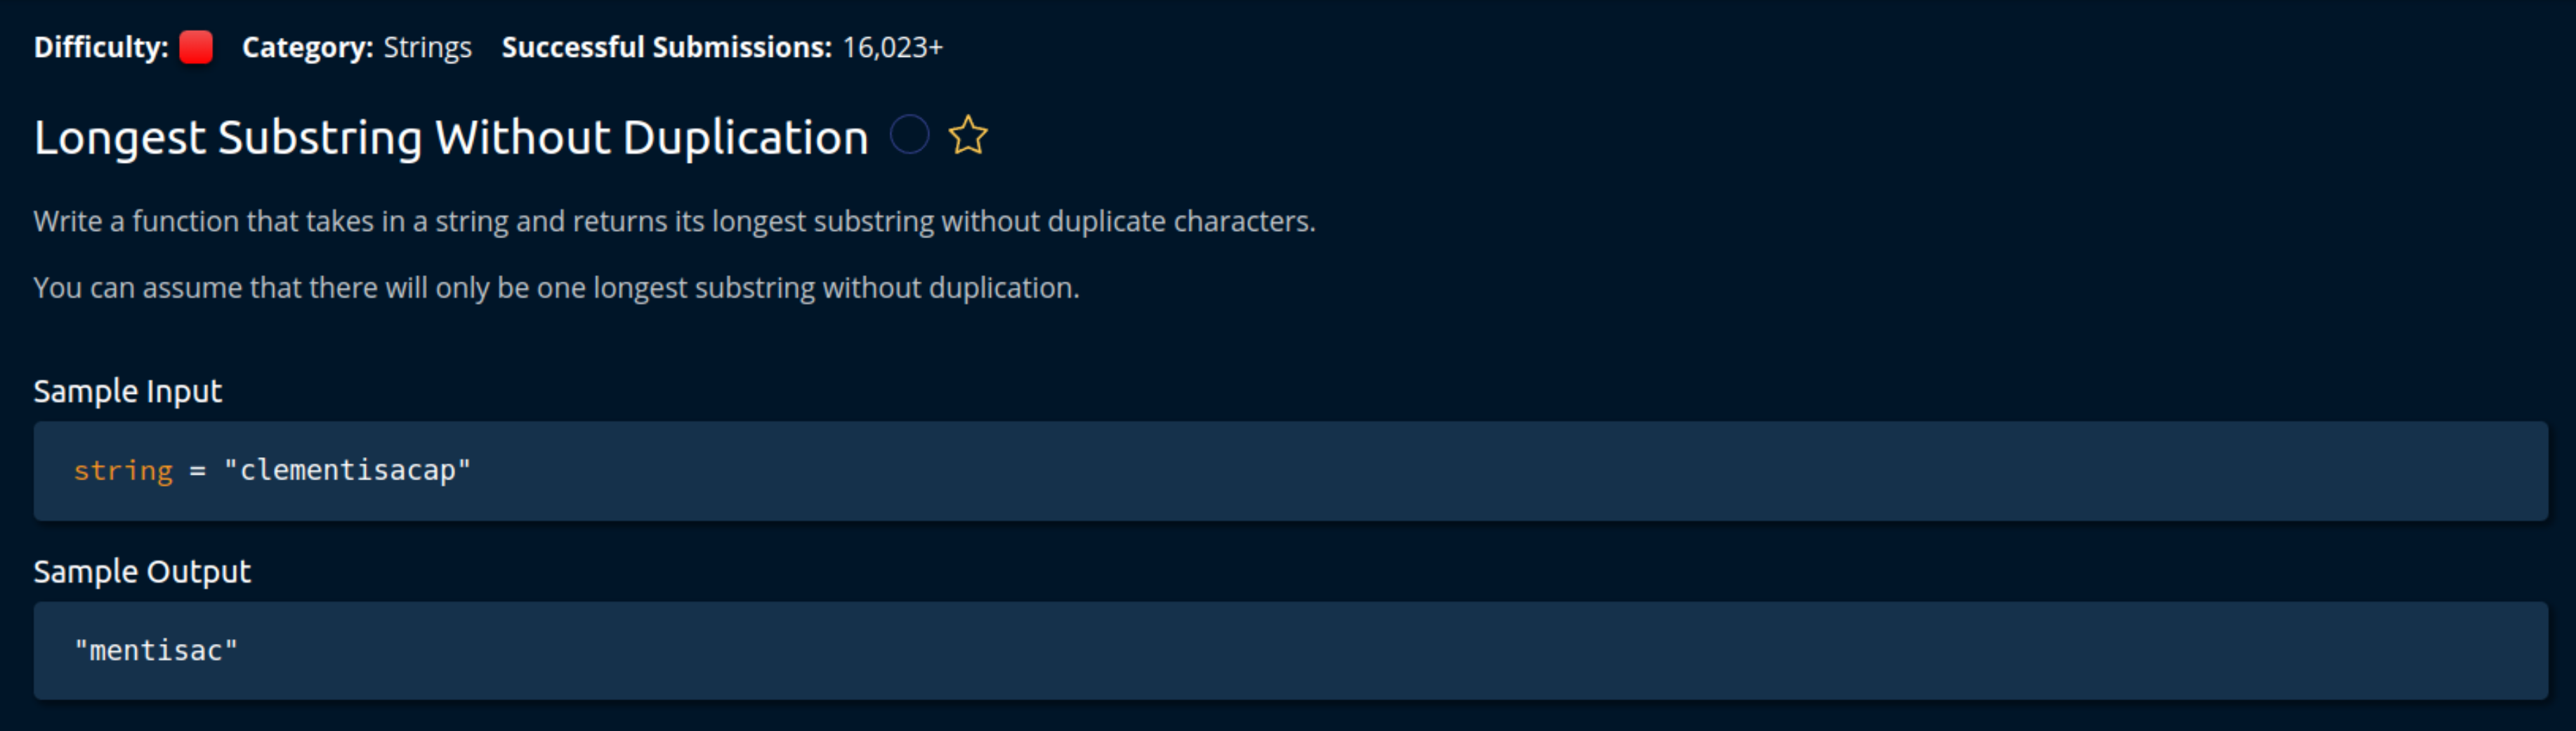 Difficulty: Category: Strings Successful Submissions: 16,023+
Longest Substring Without Duplication
Write a function that takes in a string and returns its longest substring without duplicate characters.
You can assume that there will only be one longest substring without duplication.
Sample Input
string = "clementisacap"
Sample Output
"mentisac"